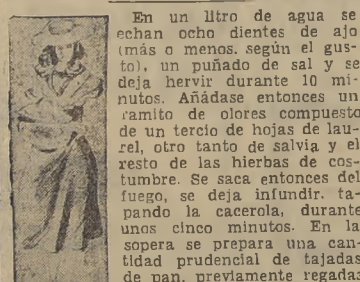 En un litro de agua se
echan ocho dientes de ajo
(más o menos. según el gus-
to), un puñado de sal y se
deja hervir durante 10 mi-
nutos. Añádase entonces un
ramito de olores compuesto
de un tercio de hojas de lau-
rel, otro tanto de salvia y el
resto de las hierbas de cos-
tumbre. Se saca entonces del
fuego, se deja infundir. ta-
pando la cacerola, durante
unos cinco minutos. En la
sopera se prepara una can-
tidad prudencial de tajadas
de pan, previamente regadas